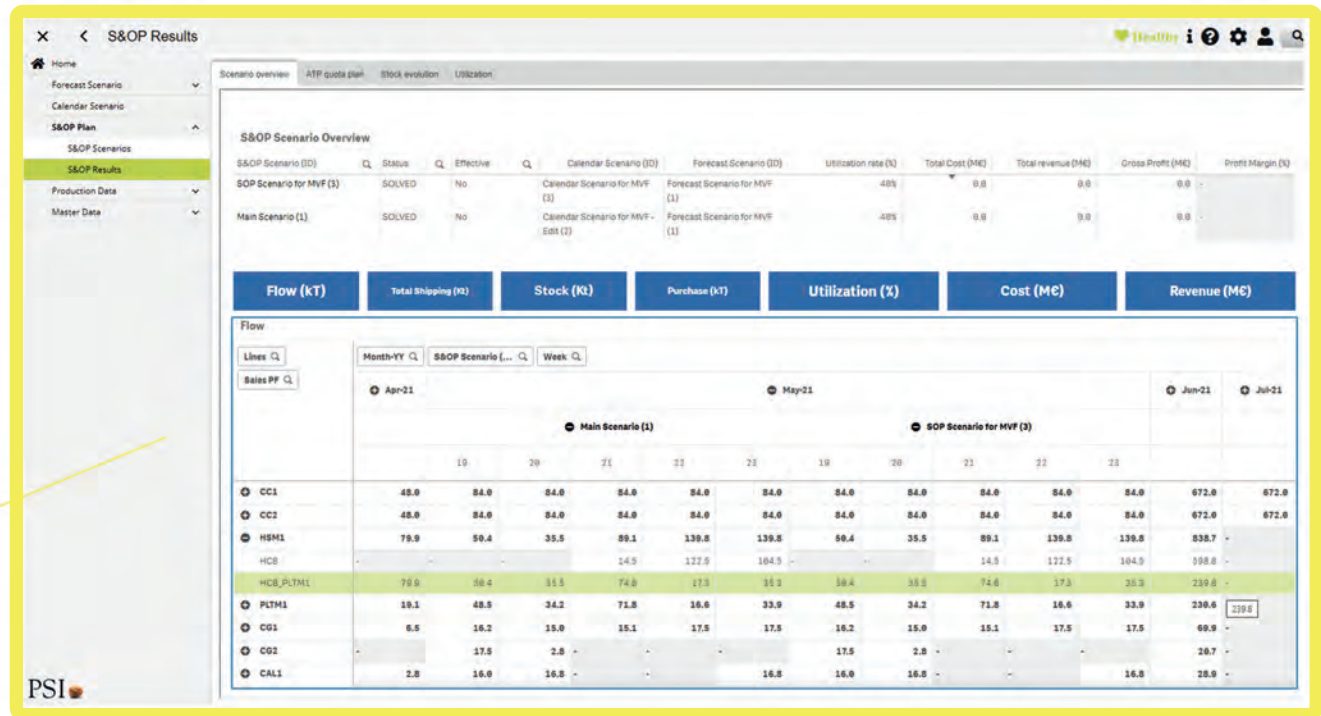 S&OP Results
Healthy
Home
Forecast Scenario
Calendar Scenario
S&OP Plan
S&OP Scenarios
S&OP Results
Production Data
Master Data
Scenario overview ATP quota plan Stock evolution Utilization
S&OP Scenario Overview
S&OP Scenario (ID) Status Effective Calendar Scenario (ID) Forecast Scenario (ID) Utilization rate (%) Total Cost (M€) Total revenue (M€) Gross Profit (M€) Profit Margin (%)
SOP Scenario for MVF (3) SOLVED No Calendar Scenario for MVF (3) Forecast Scenario for MVF (1) 48% 0.0 0.0 0.0 -
Main Scenario (1) SOLVED No Calendar Scenario for MVF - Edit (2) Forecast Scenario for MVF (1) 48% 0.0 0.0 0.0 -
Flow (kT) Total Shipping (Kt) Stock (Kt) Purchase (kT) Utilization (%) Cost (M€) Revenue (M€)
Flow
Lines Month-YY S&OP Scenario (... Week
Sales PF
Apr-21 May-21 Jun-21 Jul-21
Main Scenario (1) SOP Scenario for MVF (3)
19 20 21 22 23 19 20 21 22 23
CC1 48.0 84.0 84.0 84.0 84.0 84.0 84.0 84.0 84.0 84.0 84.0 672.0 672.0
CC2 48.0 84.0 84.0 84.0 84.0 84.0 84.0 84.0 84.0 84.0 84.0 672.0 672.0
HSM1 79.9 50.4 35.5 89.1 139.8 139.8 50.4 35.5 89.1 139.8 139.8 838.7 -
HCB - - - 14.5 122.5 104.5 - - 14.5 122.5 104.5 598.8 -
HCB_PLTM1 79.9 50.4 35.5 74.6 17.3 35.3 50.4 35.5 74.6 17.3 35.3 239.8 -
PLTM1 19.1 48.5 34.2 71.8 16.6 33.9 48.5 34.2 71.8 16.6 33.9 230.6
239.8
CG1 6.5 16.2 15.0 15.1 17.5 17.5 16.2 15.0 15.1 17.5 17.5 69.9 -
CG2 - 17.5 2.8 - - - 17.5 2.8 - - - 20.7 -
CAL1 2.8 16.0 16.8 - - 16.8 16.0 16.8 - - 16.8 28.0 -
PSI